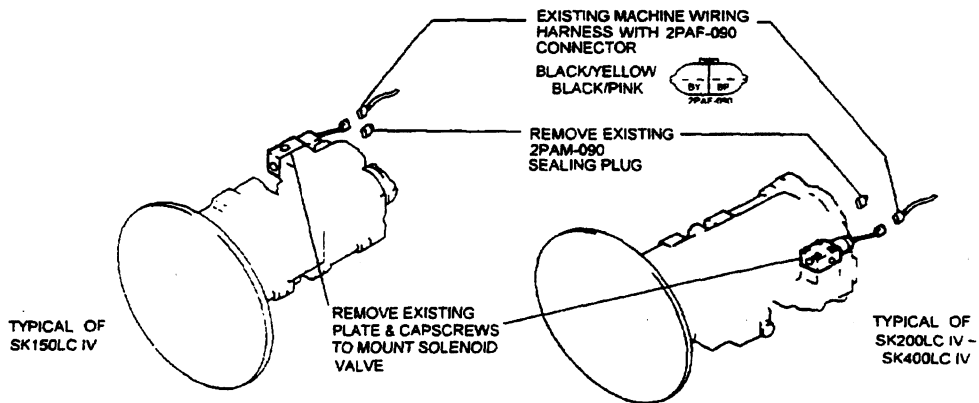 EXISTING MACHINE WIRING
HARNESS WITH 2PAF-090
CONNECTOR
BLACK/YELLOW
BLACK/PINK
BY BP
2PAF-090
REMOVE EXISTING
2PAM-090
SEALING PLUG
REMOVE EXISTING
PLATE & CAPSCREWS
TO MOUNT SOLENOID
VALVE
TYPICAL OF
SK150LC IV
TYPICAL OF
SK200LC IV –
SK400LC IV